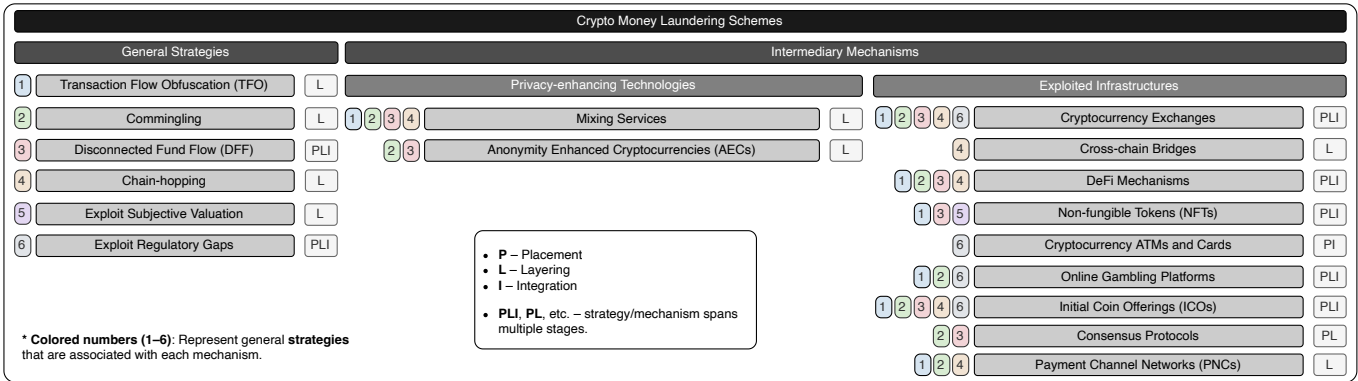 Crypto Money Laundering Schemes
General Strategies
Intermediary Mechanisms
1 Transaction Flow Obfuscation (TFO) L
2 Commingling L
3 Disconnected Fund Flow (DFF) PLI
4 Chain-hopping L
5 Exploit Subjective Valuation L
6 Exploit Regulatory Gaps PLI
* Colored numbers (1–6): Represent general strategies
that are associated with each mechanism.
Privacy-enhancing Technologies
1 2 3 4 Mixing Services L
2 3 Anonymity Enhanced Cryptocurrencies (AECs) L
• P – Placement
• L – Layering
• I – Integration
• PLI, PL, etc. – strategy/mechanism spans
multiple stages.
Exploited Infrastructures
1 2 3 4 6 Cryptocurrency Exchanges PLI
4 Cross-chain Bridges L
1 2 3 4 DeFi Mechanisms PLI
1 3 5 Non-fungible Tokens (NFTs) PLI
6 Cryptocurrency ATMs and Cards PI
1 2 6 Online Gambling Platforms PLI
1 2 3 4 6 Initial Coin Offerings (ICOs) PLI
2 3 Consensus Protocols PL
1 2 4 Payment Channel Networks (PNCs) L